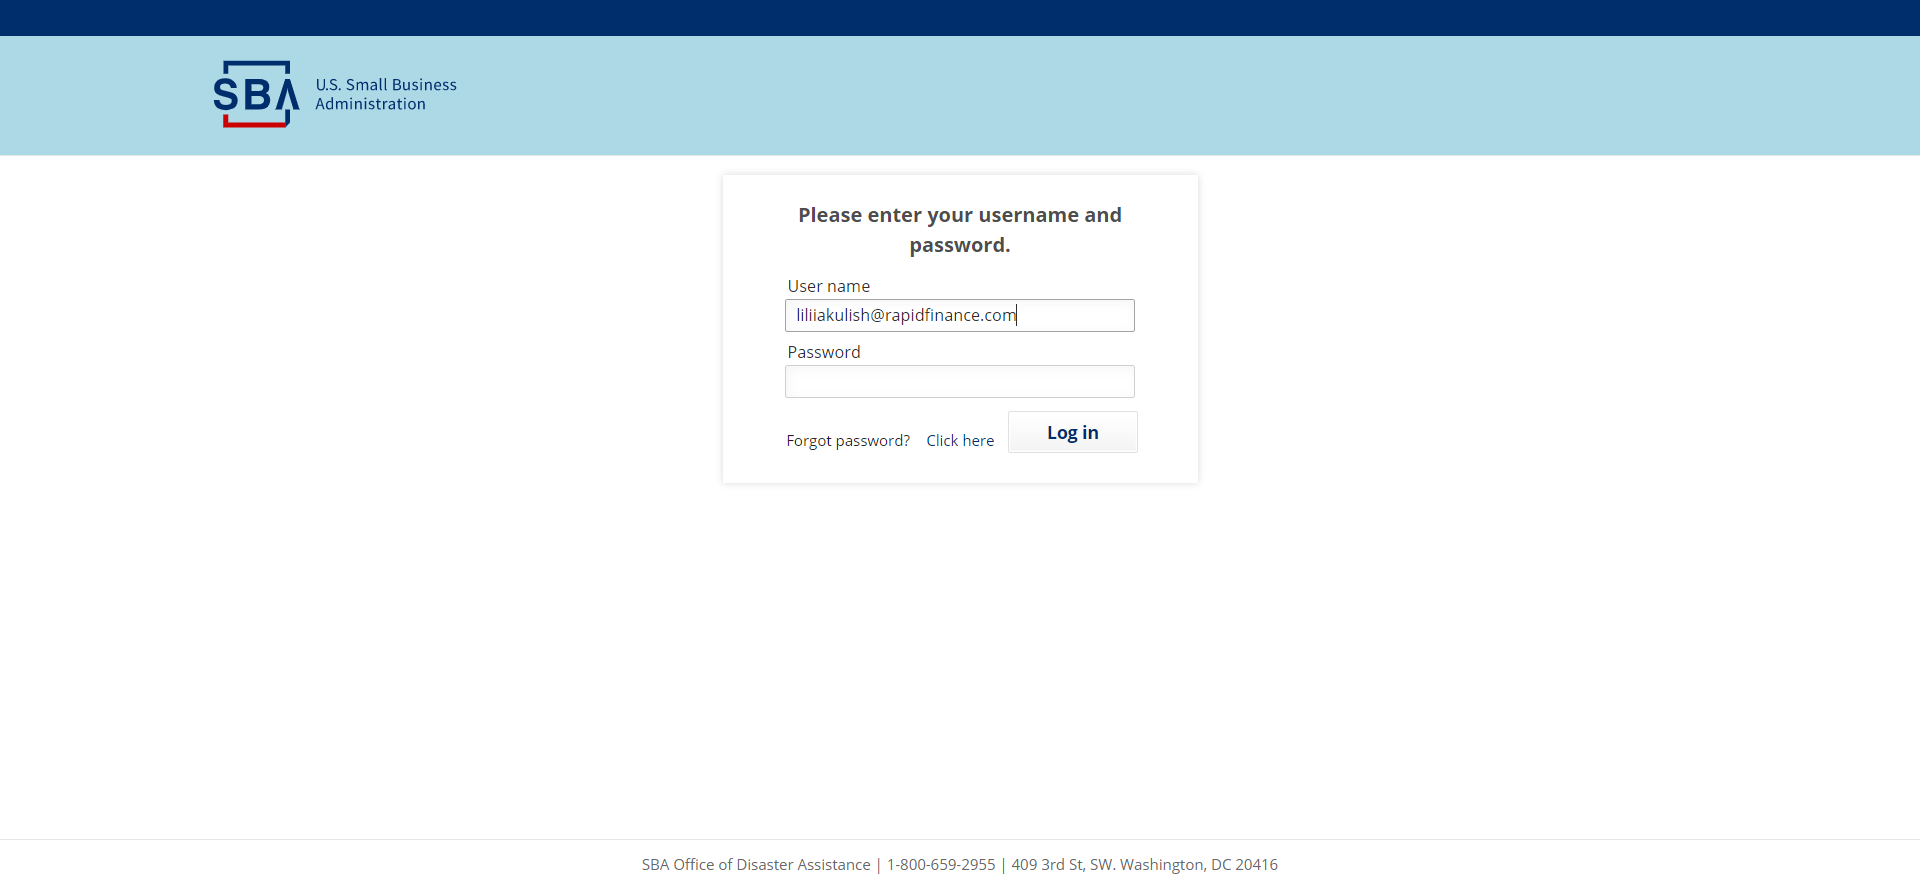 SBA
U.S. Small Business
Administration
Please enter your username and
password.
User name
liliiakulish@rapidfinance.com
Password
Forgot password? Click here
Log in
SBA Office of Disaster Assistance | 1-800-659-2955 | 409 3rd St, SW. Washington, DC 20416